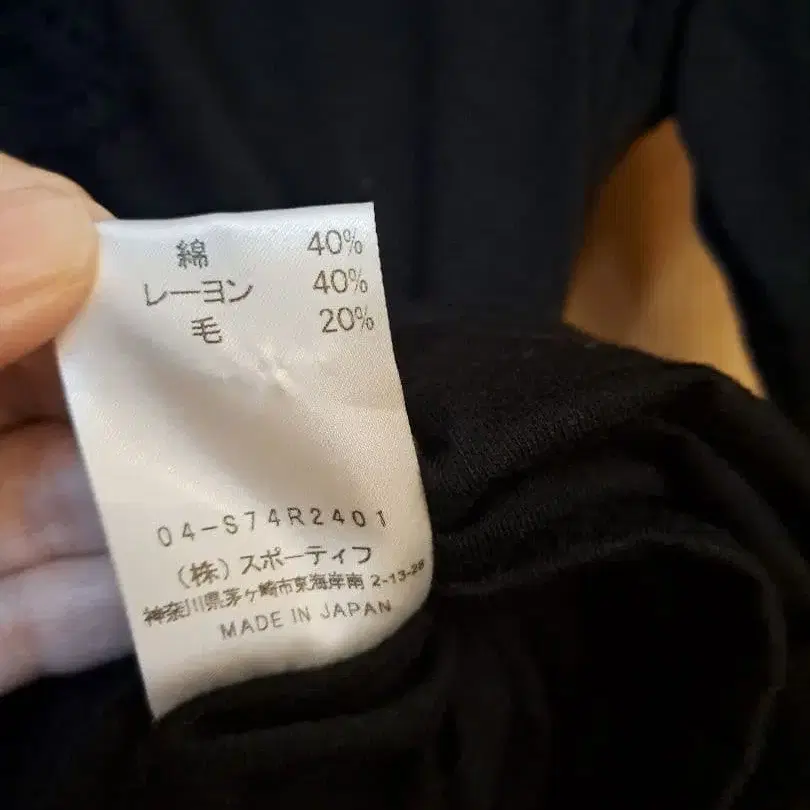 綿 40%
レーヨン 40%
毛 20%
04-S74R2401
(株)スポーティフ
神奈川県茅ヶ崎市東海岸南 2-13-28
MADE IN JAPAN